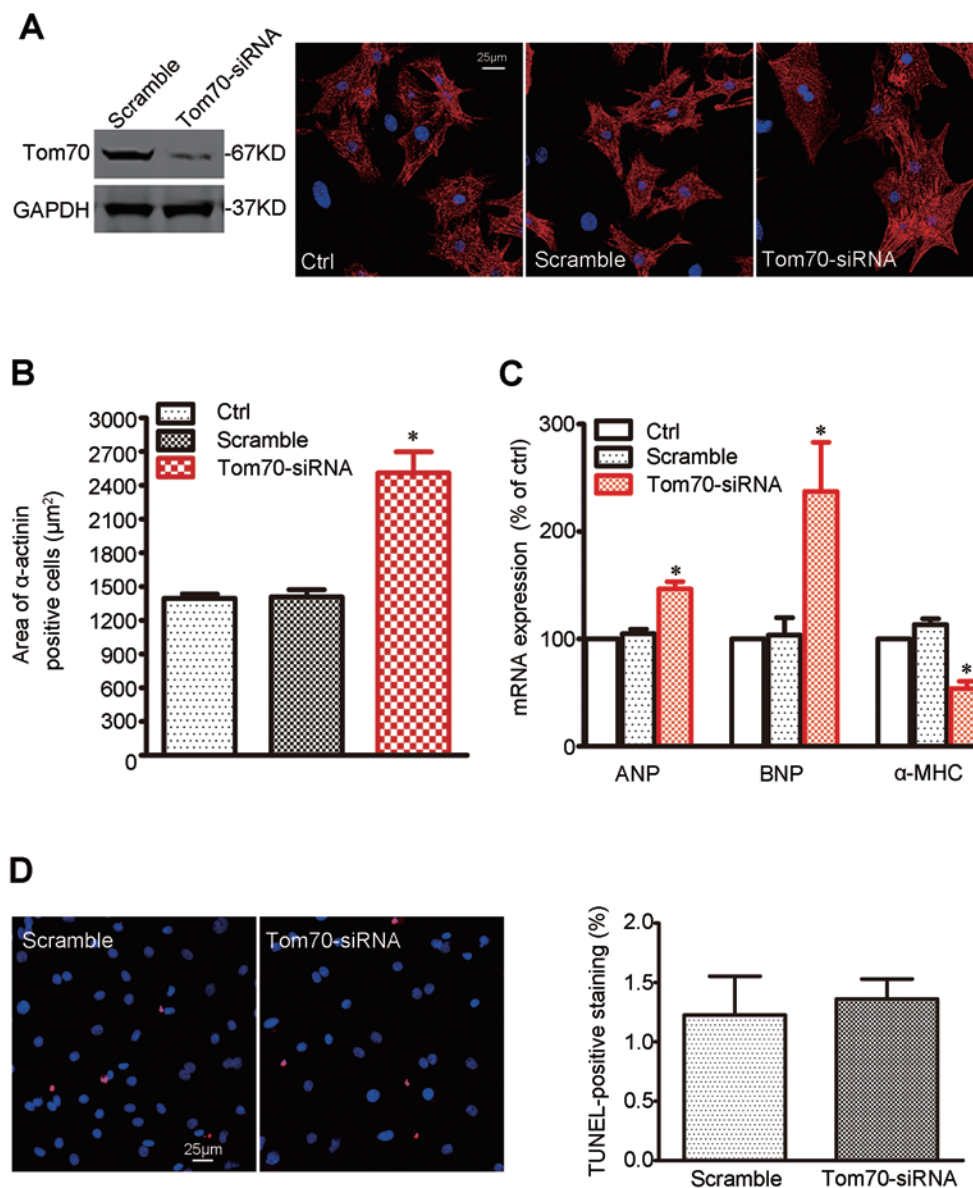 A
Scramble
Tom70-siRNA
Tom70
-67KD
GAPDH
-37KD
25μm
Ctrl
Scramble
Tom70-siRNA
B
Ctrl
Scramble
Tom70-siRNA
*
3000
2700
2400
2100
1800
1500
1200
900
600
300
0
Area of α-actinin
positive cells (μm²)
C
Ctrl
Scramble
Tom70-siRNA
*
*
*
300
200
100
0
mRNA expression (% of ctrl)
ANP
BNP
α-MHC
D
Scramble
25μm
Tom70-siRNA
TUNEL-positive staining (%)
2.0
1.5
1.0
0.5
0.0
Scramble
Tom70-siRNA